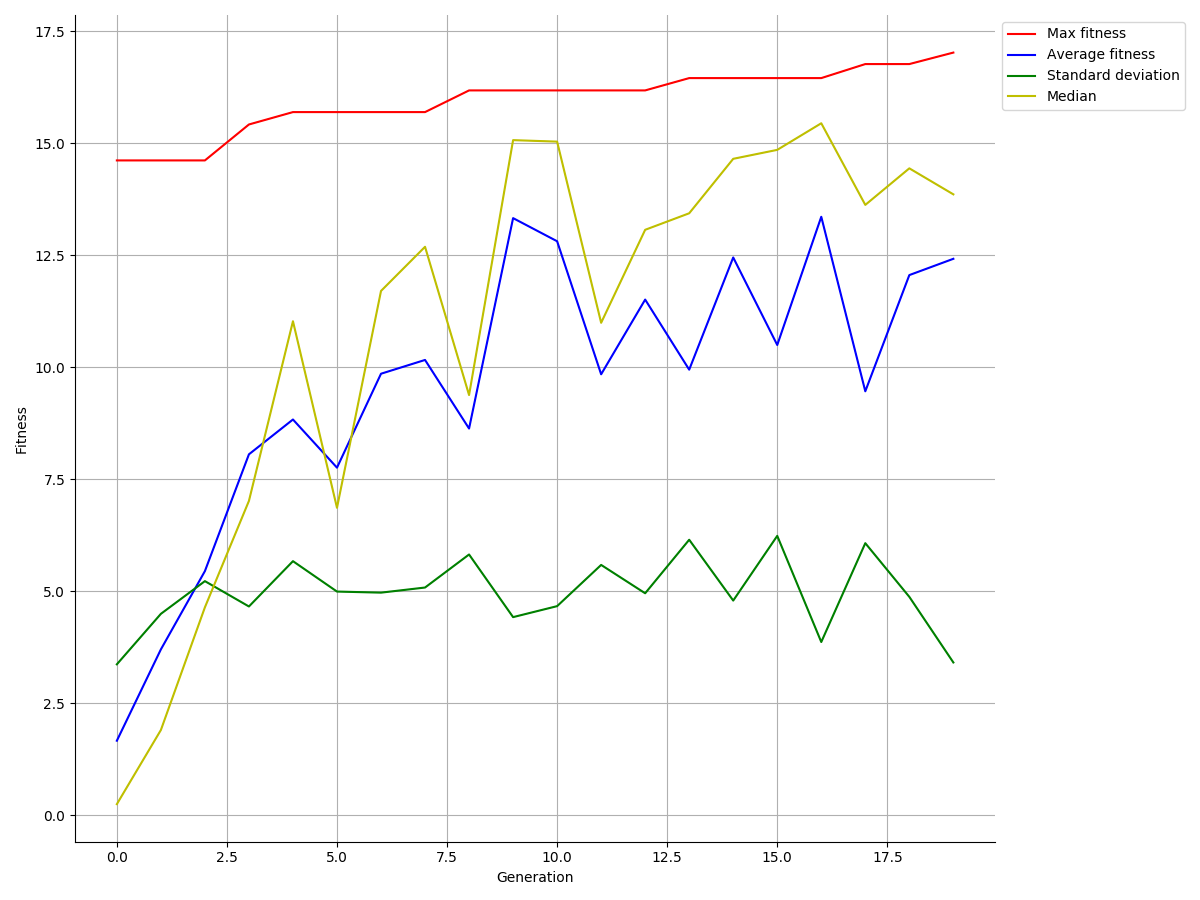 Max fitness
Average fitness
Standard deviation
Median
17.5
15.0
12.5
10.0
7.5
5.0
2.5
0.0
Fitness
0.0 2.5 5.0 7.5 10.0 12.5 15.0 17.5
Generation